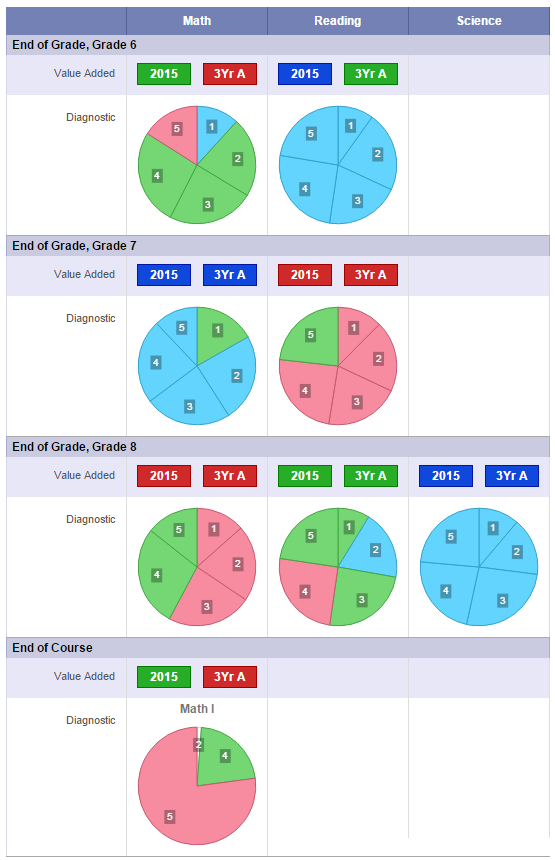 Math Reading Science
End of Grade, Grade 6
Value Added 2015 3Yr A 2015 3Yr A
Diagnostic
1 2 3 4 5
1 2 3 4 5
End of Grade, Grade 7
Value Added 2015 3Yr A 2015 3Yr A
Diagnostic
1 2 3 4 5
1 2 3 4 5
End of Grade, Grade 8
Value Added 2015 3Yr A 2015 3Yr A 2015 3Yr A
Diagnostic
1 2 3 4 5
1 2 3 4 5
1 2 3 4 5
End of Course
Value Added 2015 3Yr A
Diagnostic Math I
2 4 5